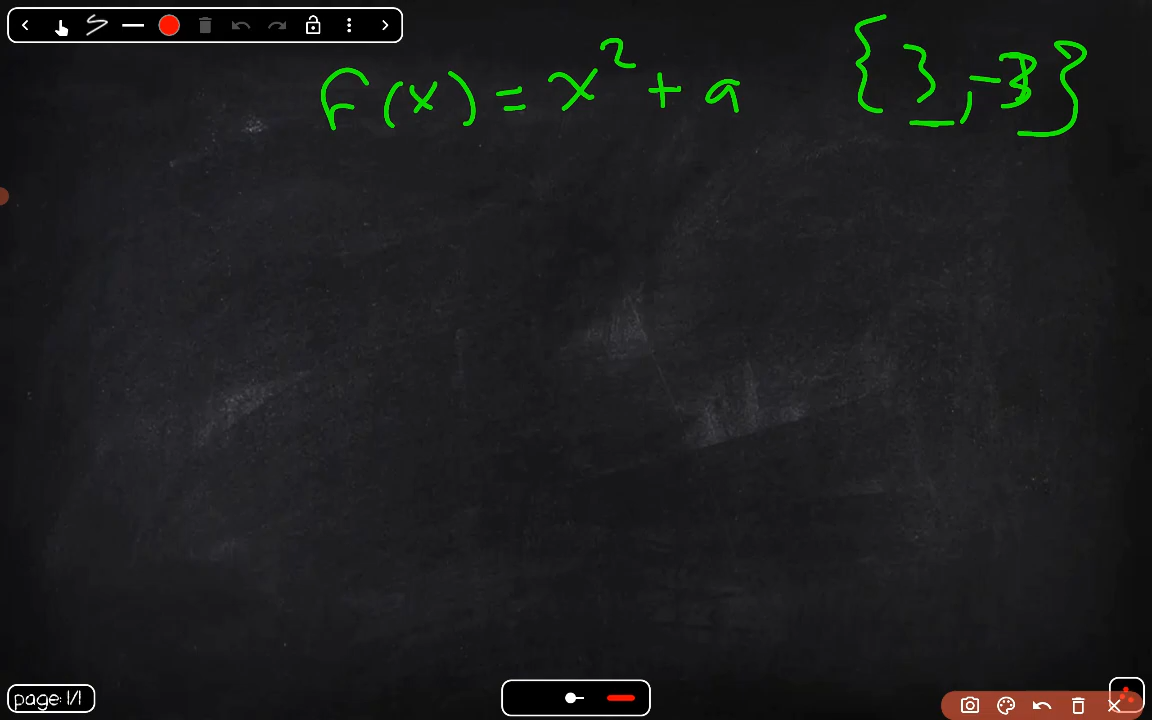 F(x) = x² + a {3, -3}
page: 1/1